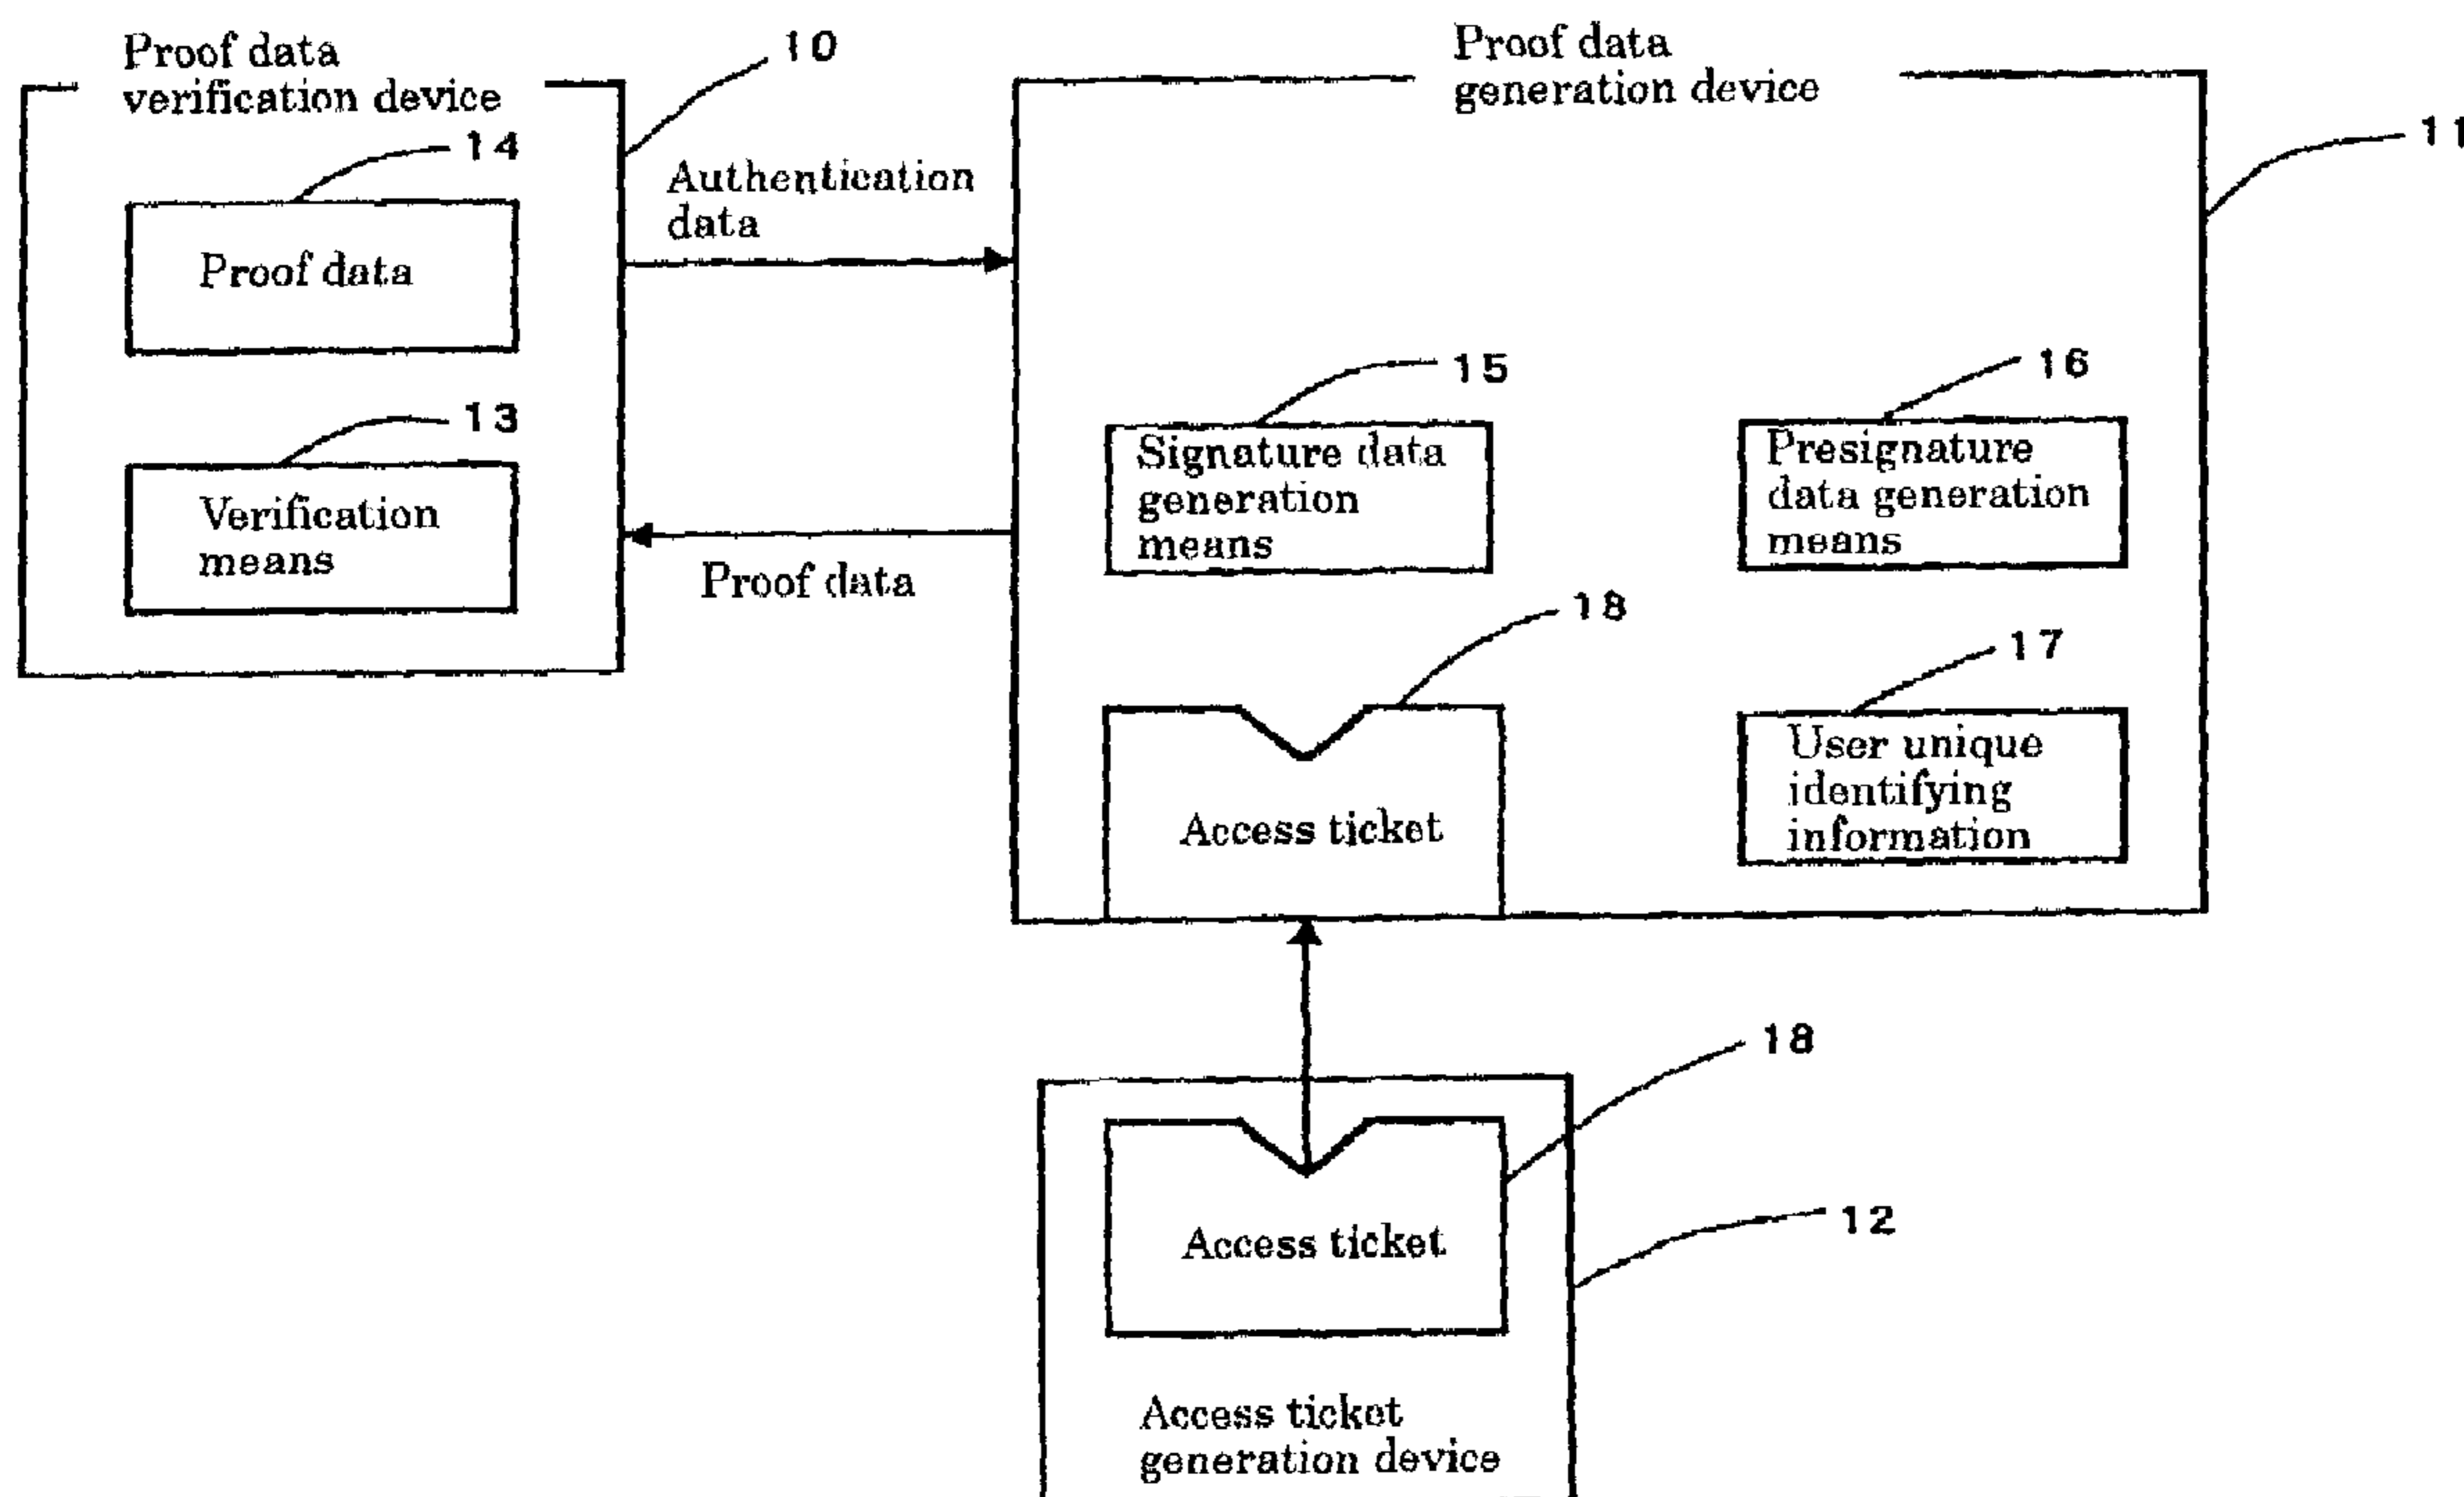 Proof data
verification device
10
14
Proof data
13
Verification
means
Authentication
data
Proof data
Proof data
generation device
11
15
Signature data
generation
means
16
Presignature
data generation
means
18
Access ticket
17
User unique
identifying
information
18
Access ticket
12
Access ticket
generation device